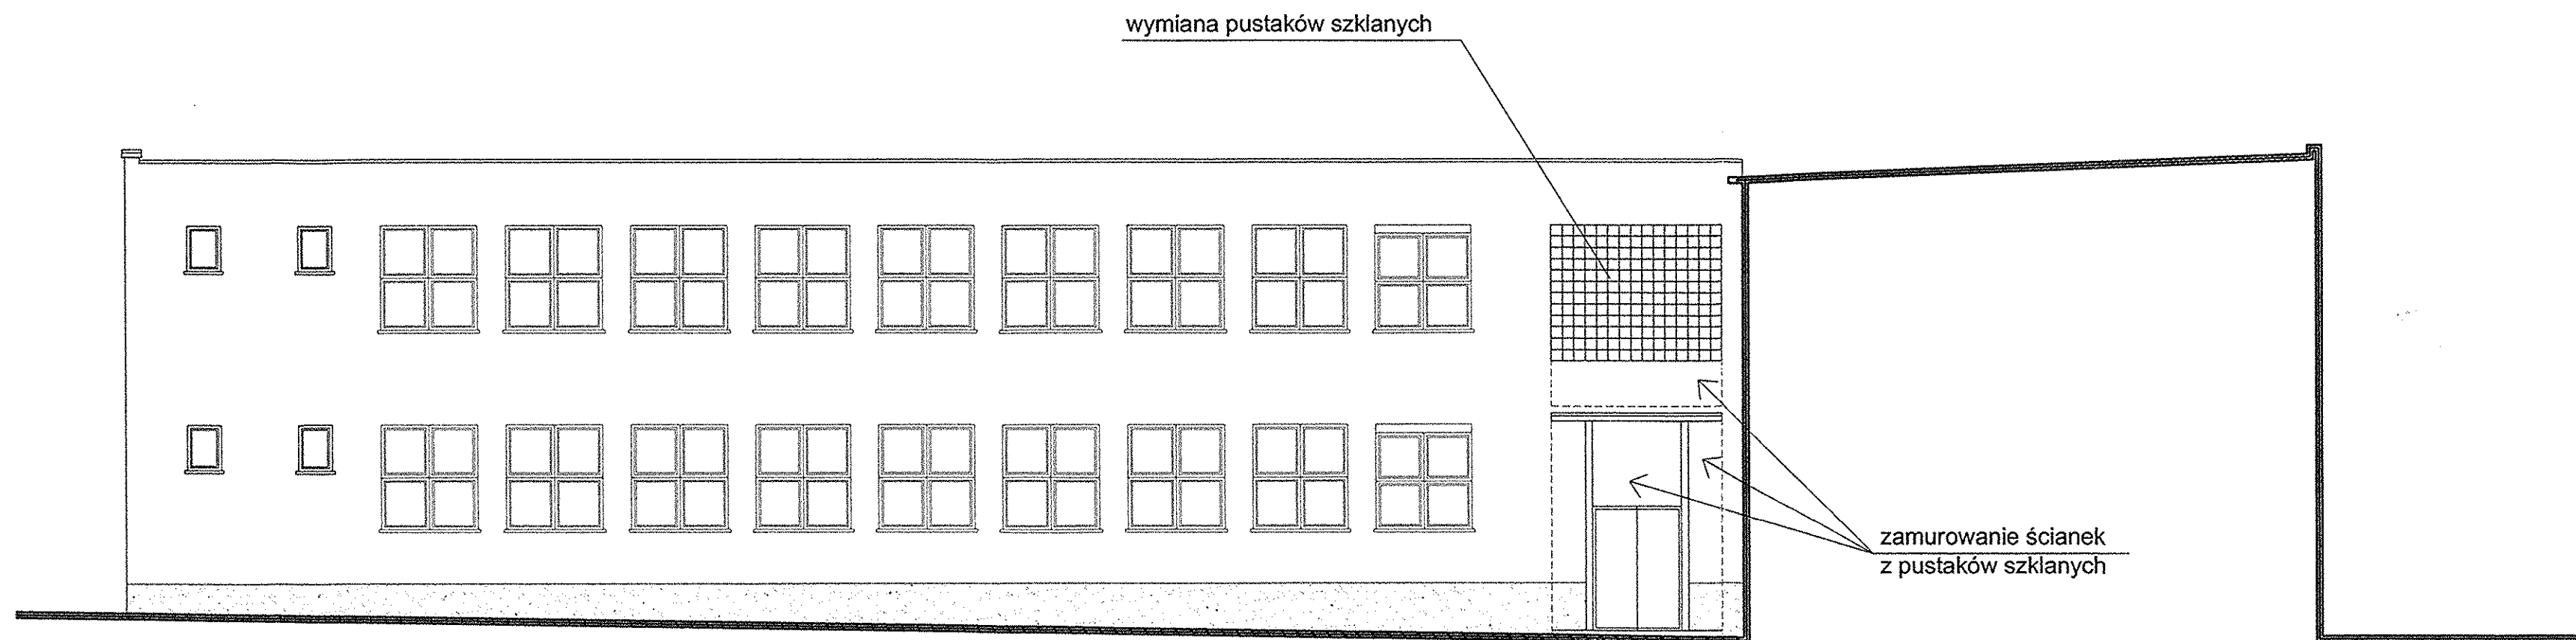 wymiana pustaków szklanych
zamurowanie ścianek
z pustaków szklanych